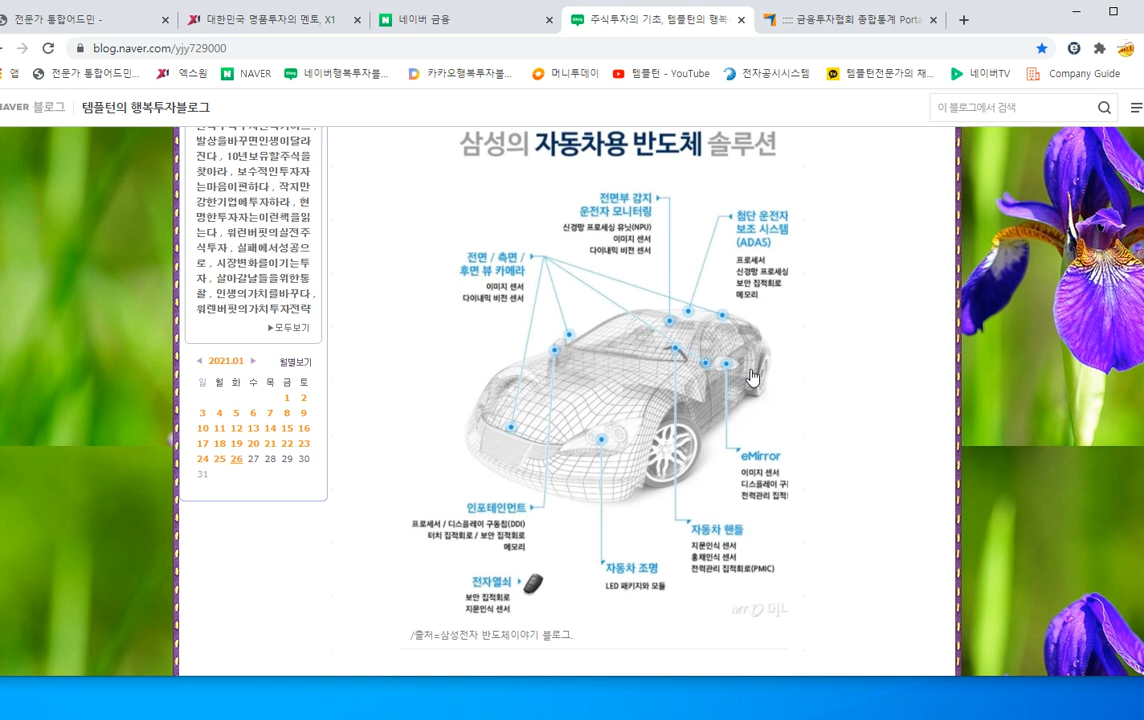 전문가 통합어드민 -
대한민국 명품투자의 멘토, X1
네이버 금융
주식투자의 기초, 템플턴의 행복
:::: 금융투자협회 종합통계 Porta
blog.naver.com/yjy729000
앱
전문가 통합어드민...
엑스원
NAVER
네이버행복투자블...
카카오행복투자블...
머니투데이
템플턴 - YouTube
전자공시시스템
템플턴전문가의 재...
네이버TV
Company Guide
NAVER 블로그
템플턴의 행복투자블로그
이 블로그에서 검색
발상을바꾸면인생이달라
진다 , 10년보유할주식을
찾아라 , 보수적인투자자
는마음이편하다 , 작지만
강한기업에투자하라 , 현
명한투자자는이런책을읽
는다 , 워런버핏의실전주
식투자 , 실패에서성공으
로 , 시장변화를이기는투
자 , 살아갈날들을위한통
찰 , 인생의가치를바꾸다 ,
워렌버핏의가치투자전략
▶모두보기
◀ 2021.01 ▶ 월별보기
일 월 화 수 목 금 토
1 2
3 4 5 6 7 8 9
10 11 12 13 14 15 16
17 18 19 20 21 22 23
24 25 26 27 28 29 30
31
삼성의 자동차용 반도체 솔루션
전면부 감지
운전자 모니터링
신경망 프로세싱 유닛(NPU)
이미지 센서
다이내믹 비전 센서
첨단 운전자
보조 시스템
(ADAS)
프로세서
신경망 프로세싱
보안 집적회로
메모리
전면 / 측면 /
후면 뷰 카메라
이미지 센서
다이내믹 비전 센서
eMirror
이미지 센서
디스플레이 구
전력관리 집적
인포테인먼트
프로세서 / 디스플레이 구동칩(DDI)
터치 집적회로 / 보안 집적회로
메모리
자동차 핸들
지문인식 센서
홍채인식 센서
전력관리 집적회로(PMIC)
자동차 조명
LED 패키지와 모듈
전자열쇠
보안 집적회로
지문인식 센서
/출처=삼성전자 반도체이야기 블로그.